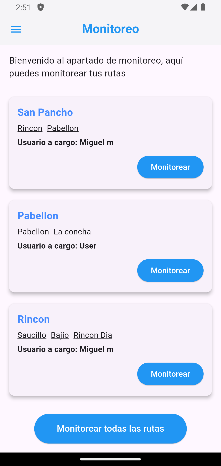 2:51
Monitoreo
Bienvenido al apartado de monitoreo, aquí
puedes monitorear tus rutas
San Pancho
Rincon Pabellon
Usuario a cargo: Miguel m
Monitorear
Pabellon
Pabellon La concha
Usuario a cargo: User
Monitorear
Rincon
Saucillo Bajio Rincon Dia
Usuario a cargo: Miguel m
Monitorear
Monitorear todas las rutas